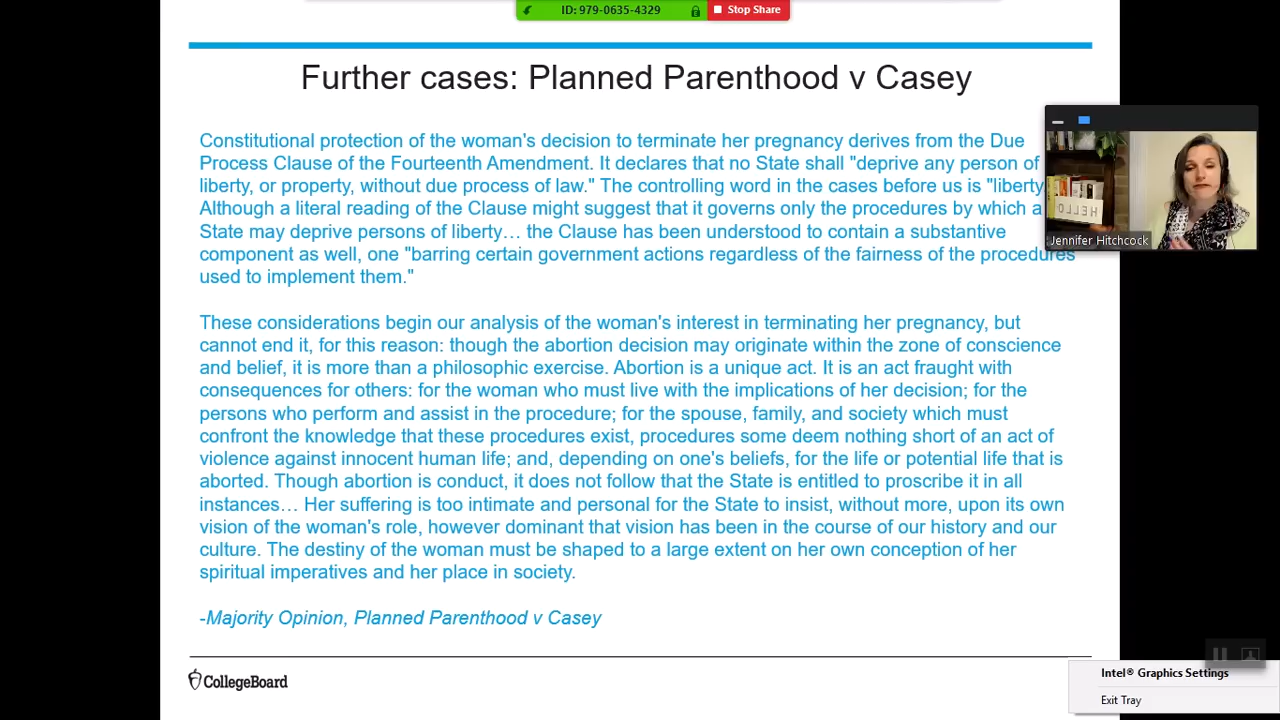 ID: 979-0635-4329
Stop Share
Further cases: Planned Parenthood v Casey
Constitutional protection of the woman's decision to terminate her pregnancy derives from the Due
Process Clause of the Fourteenth Amendment. It declares that no State shall "deprive any person of
liberty, or property, without due process of law." The controlling word in the cases before us is "liberty
Although a literal reading of the Clause might suggest that it governs only the procedures by which a
State may deprive persons of liberty… the Clause has been understood to contain a substantive
component as well, one "barring certain government actions regardless of the fairness of the procedures
used to implement them."
HELLO
Jennifer Hitchcock
These considerations begin our analysis of the woman's interest in terminating her pregnancy, but
cannot end it, for this reason: though the abortion decision may originate within the zone of conscience
and belief, it is more than a philosophic exercise. Abortion is a unique act. It is an act fraught with
consequences for others: for the woman who must live with the implications of her decision; for the
persons who perform and assist in the procedure; for the spouse, family, and society which must
confront the knowledge that these procedures exist, procedures some deem nothing short of an act of
violence against innocent human life; and, depending on one's beliefs, for the life or potential life that is
aborted. Though abortion is conduct, it does not follow that the State is entitled to proscribe it in all
instances… Her suffering is too intimate and personal for the State to insist, without more, upon its own
vision of the woman's role, however dominant that vision has been in the course of our history and our
culture. The destiny of the woman must be shaped to a large extent on her own conception of her
spiritual imperatives and her place in society.
-Majority Opinion, Planned Parenthood v Casey
CollegeBoard
Intel® Graphics Settings
Exit Tray